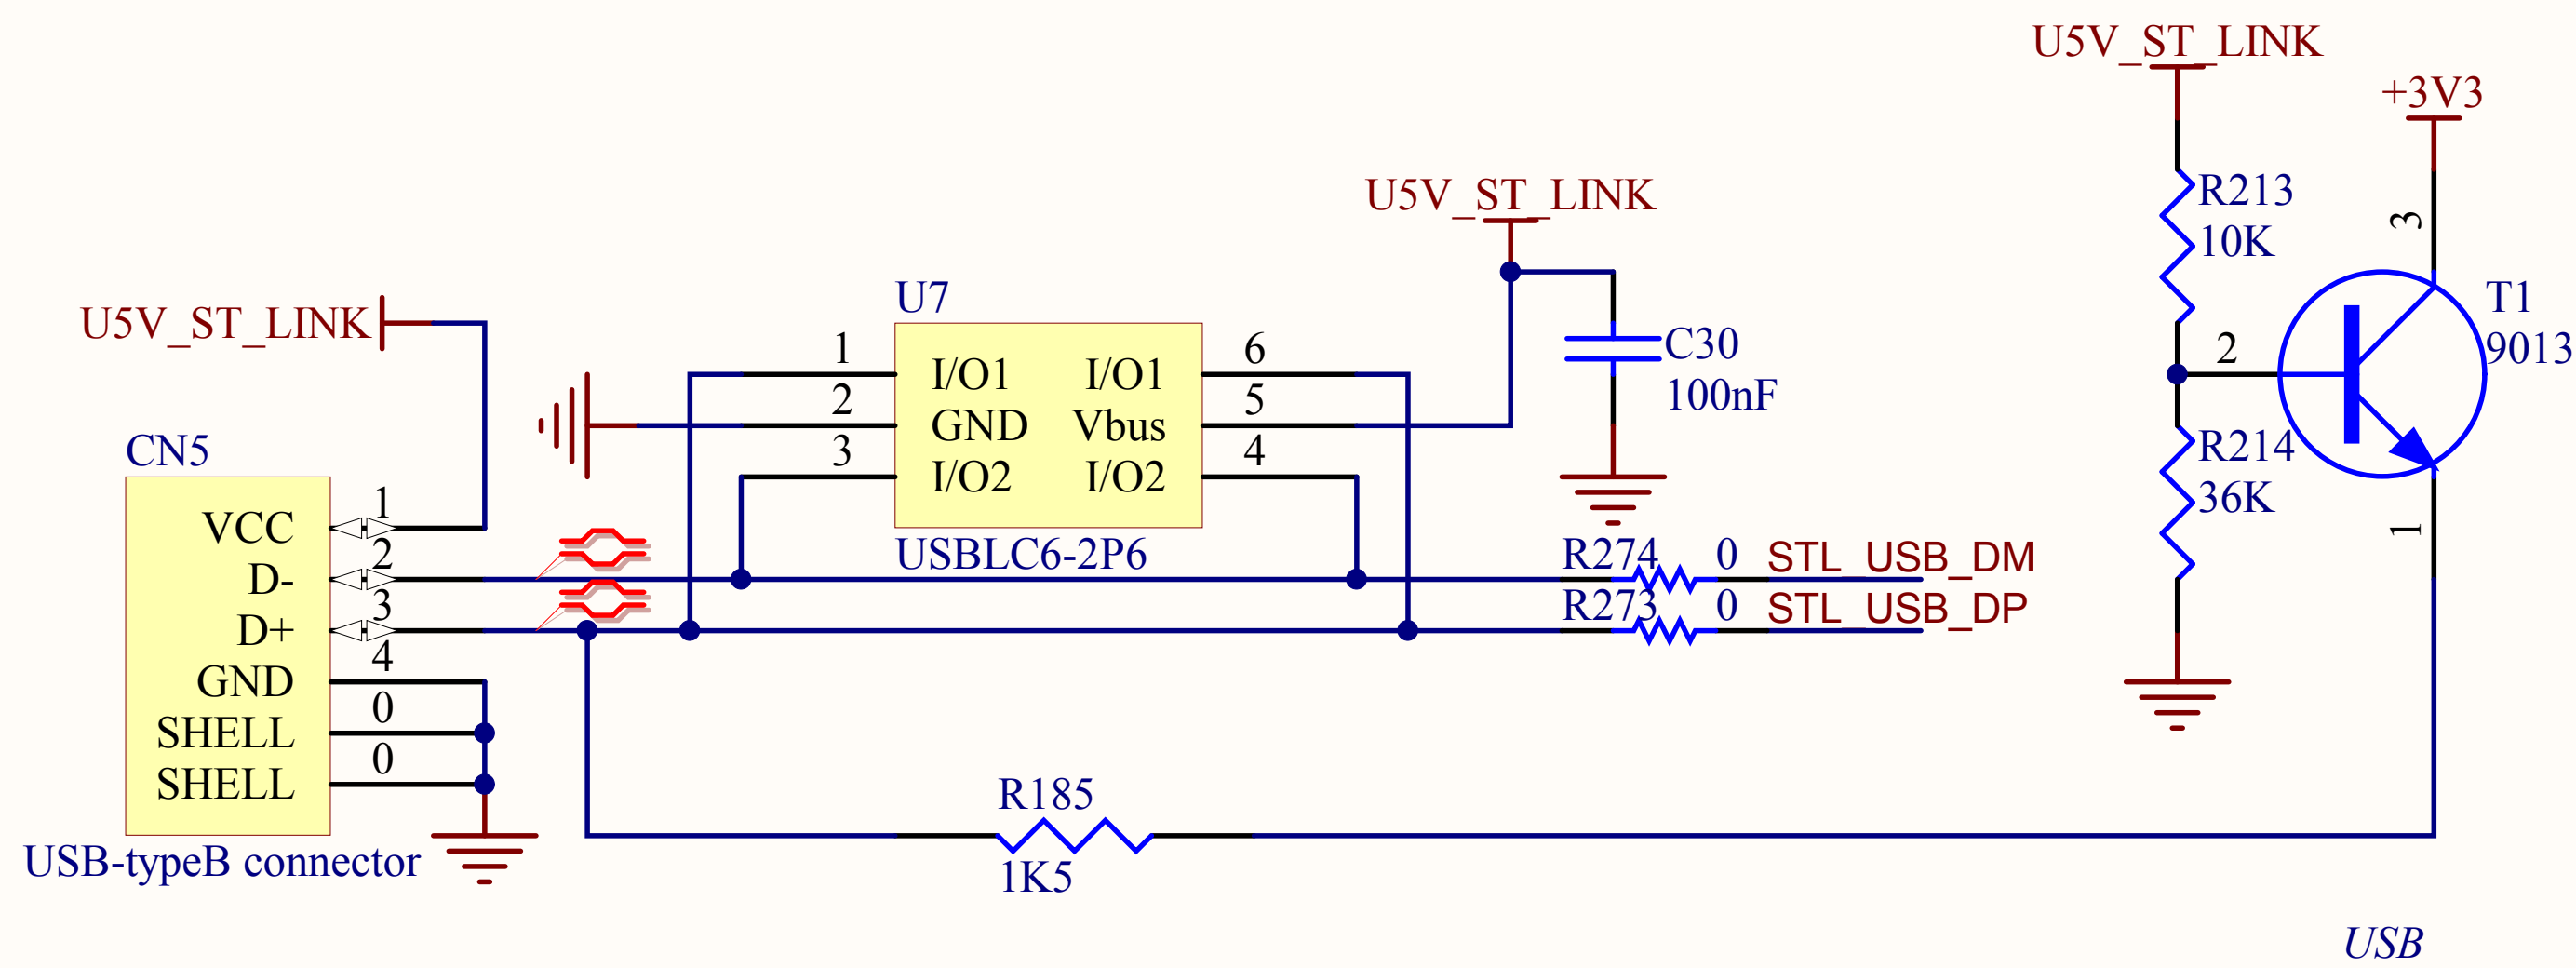 U5V_ST_LINK
+3V3
R213
10K
3
T1
9013
2
R214
36K
1
U5V_ST_LINK
C30
100nF
U7
1 I/O1 I/O1 6
2 GND Vbus 5
3 I/O2 I/O2 4
USBLC6-2P6
U5V_ST_LINK
CN5
VCC 1
D- 2
D+ 3
GND 4
SHELL 0
SHELL 0
USB-typeB connector
R274 0 STL_USB_DM
R273 0 STL_USB_DP
R185
1K5
USB